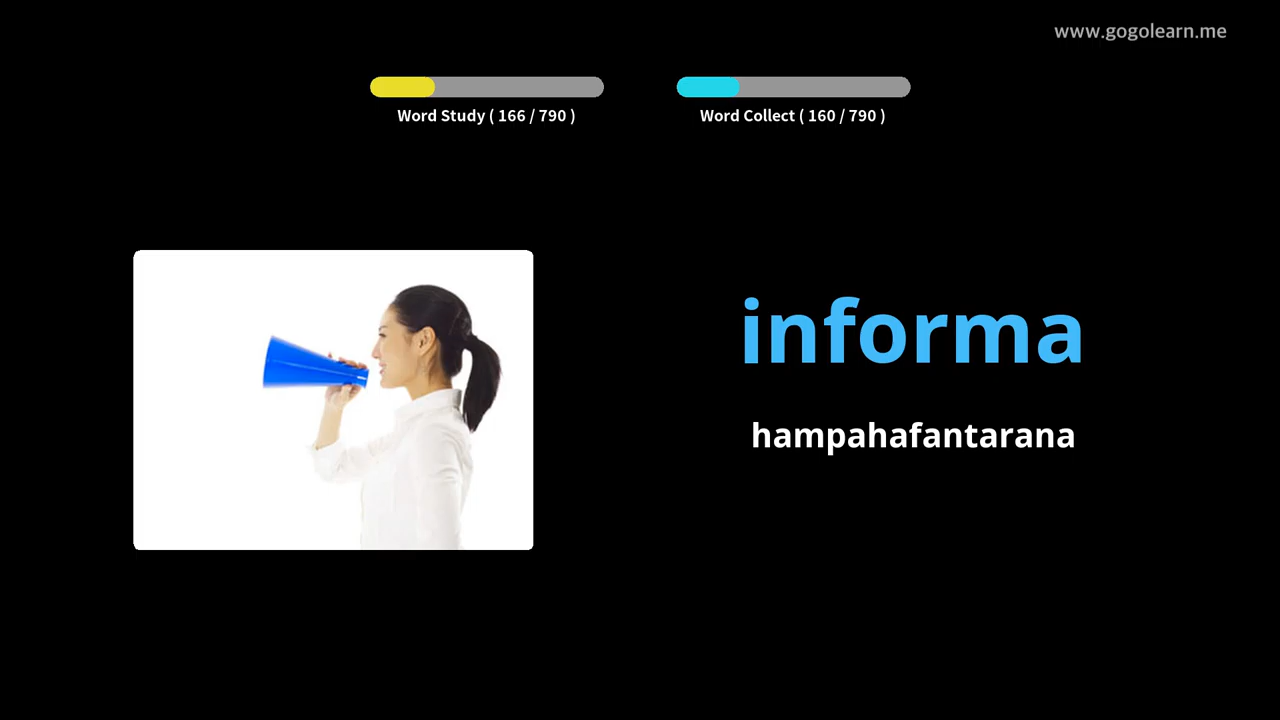 www.gogolearn.me
Word Study ( 166 / 790 )
Word Collect ( 160 / 790 )
informa
hampahafantarana